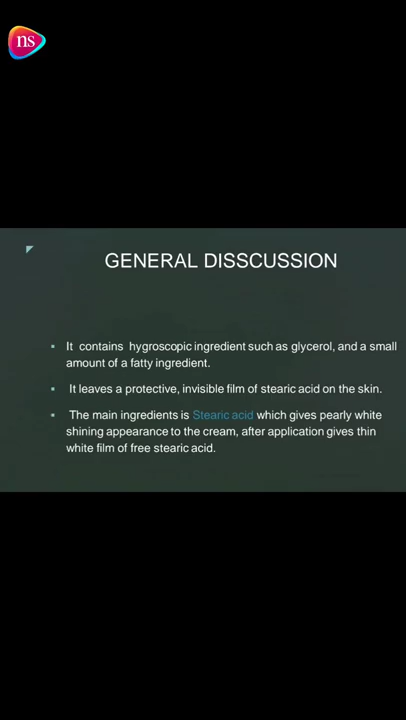 ns
GENERAL DISSCUSSION
▪ It contains hygroscopic ingredient such as glycerol, and a small
amount of a fatty ingredient.
▪ It leaves a protective, invisible film of stearic acid on the skin.
▪ The main ingredients is Stearic acid which gives pearly white
shining appearance to the cream, after application gives thin
white film of free stearic acid.